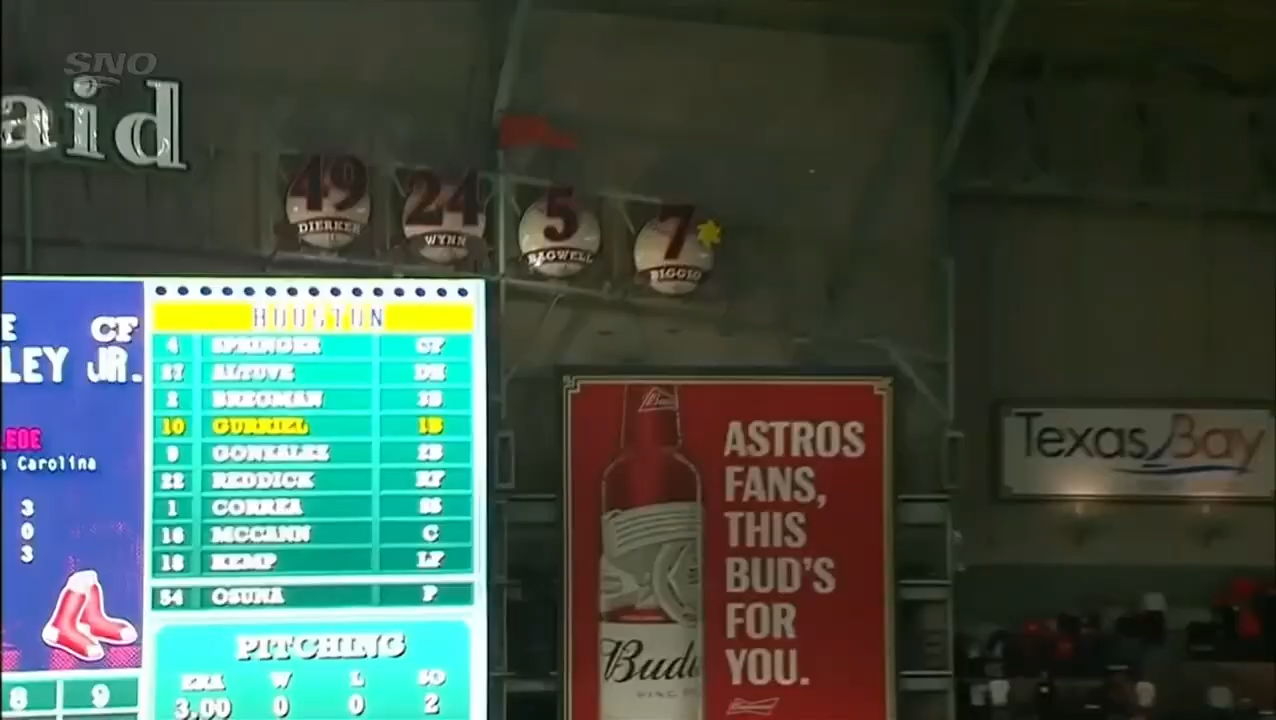 SNO
aid
49
DIERKER
24
WYNN
5
BAGWELL
7
BIGGIO
E CF
LEY JR.
LEGE
Carolina
3
0
3
8 9
HOUSTON
4 SPRINGER CF
27 ALTUVE DH
2 BREGMAN 3B
10 GURRIEL 1B
9 GONZALEZ 2B
22 REDDICK RF
1 CORREA SS
16 MCCANN C
18 KEMP LF
54 OSUNA P
PITCHING
ERA W L SO
3.00 0 0 2
ASTROS
FANS,
THIS
BUD'S
FOR
YOU.
Budweiser
Bud
KING
Texas Bay